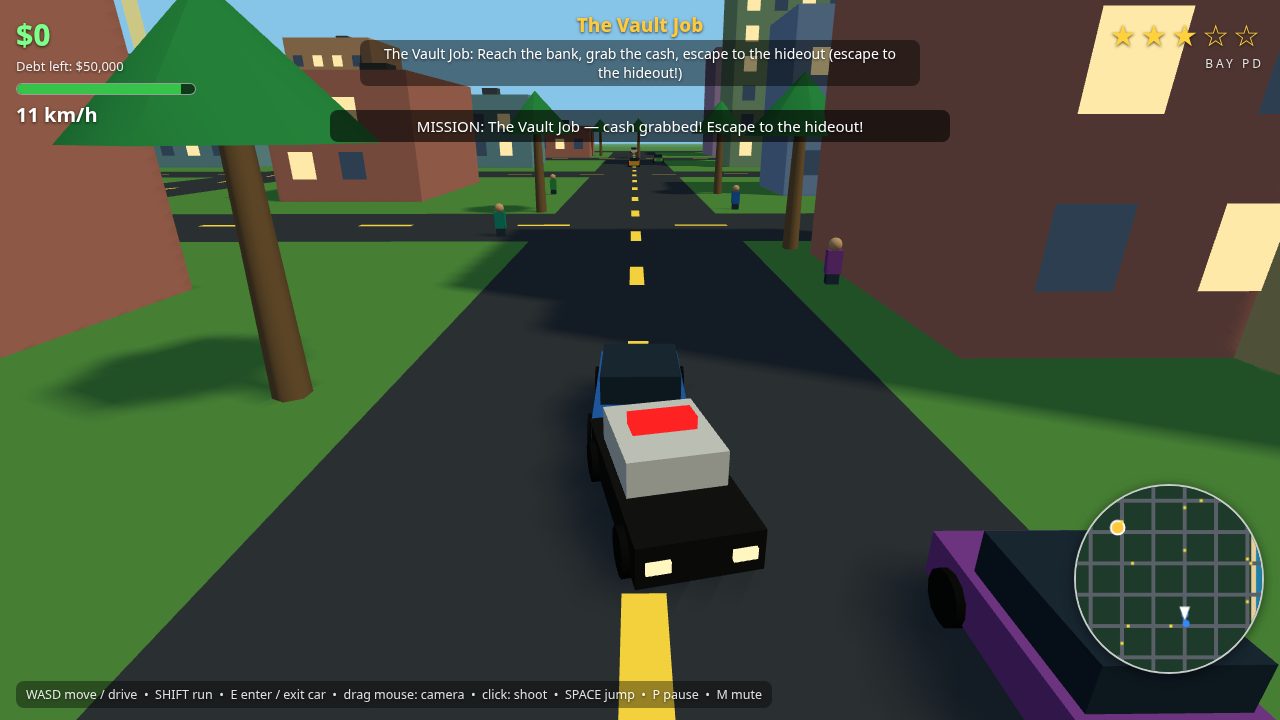 $0
Debt left: $50,000
11 km/h
The Vault Job
The Vault Job: Reach the bank, grab the cash, escape to the hideout (escape to
the hideout!)
MISSION: The Vault Job — cash grabbed! Escape to the hideout!
★★★☆☆
BAY PD
WASD move / drive • SHIFT run • E enter / exit car • drag mouse: camera • click: shoot • SPACE jump • P pause • M mute